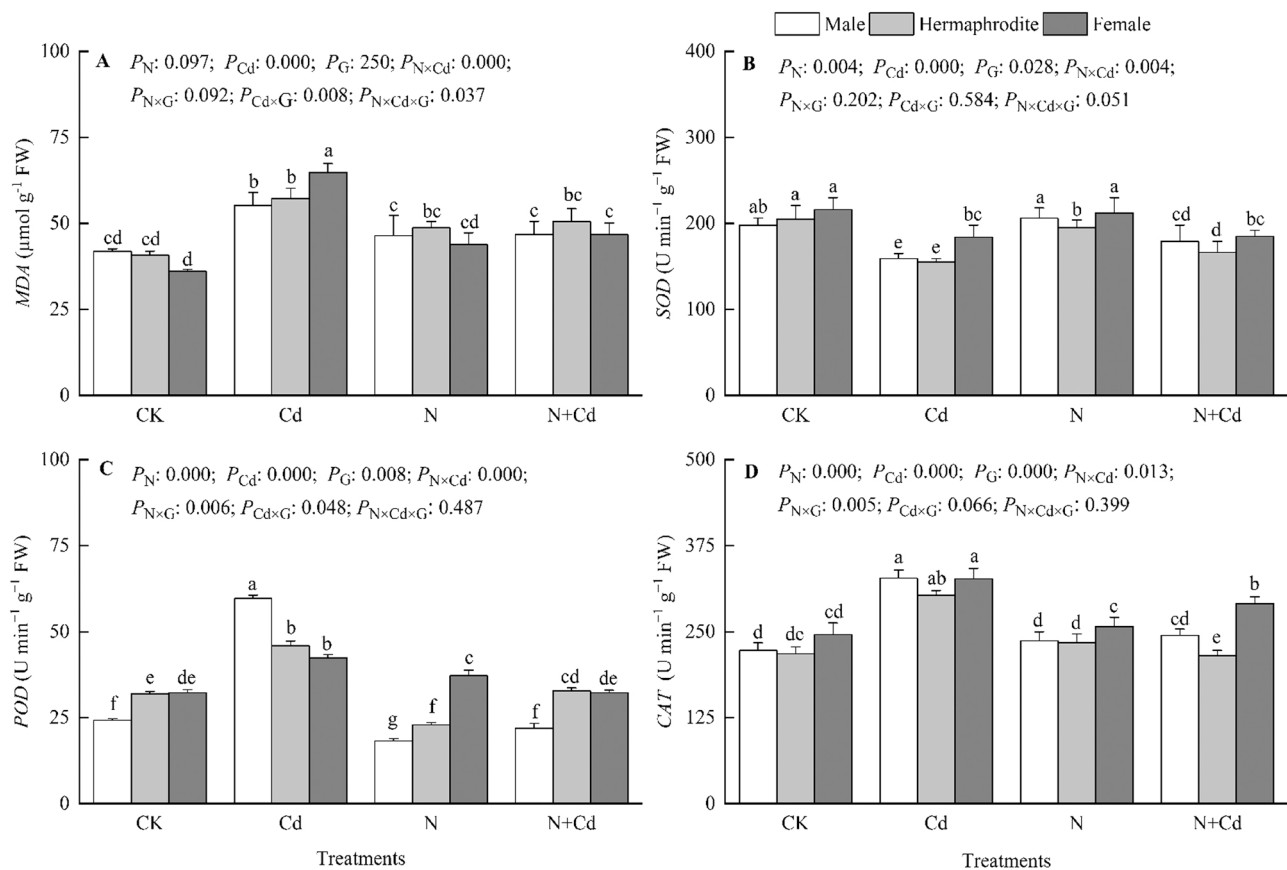 Male Hermaphrodite Female
A P_N: 0.097; P_Cd: 0.000; P_G: 250; P_N×Cd: 0.000;
P_N×G: 0.092; P_Cd×G: 0.008; P_N×Cd×G: 0.037
MDA (μmol g⁻¹ FW)
100
75
50
25
0
cd cd d
b b a
c bc cd
c bc c
CK Cd N N+Cd
B P_N: 0.004; P_Cd: 0.000; P_G: 0.028; P_N×Cd: 0.004;
P_N×G: 0.202; P_Cd×G: 0.584; P_N×Cd×G: 0.051
SOD (U min⁻¹ g⁻¹ FW)
400
300
200
100
0
ab a a
e e bc
a b a
cd d bc
CK Cd N N+Cd
C P_N: 0.000; P_Cd: 0.000; P_G: 0.008; P_N×Cd: 0.000;
P_N×G: 0.006; P_Cd×G: 0.048; P_N×Cd×G: 0.487
POD (U min⁻¹ g⁻¹ FW)
100
75
50
25
0
f e de
a b b
g f c
f cd de
CK Cd N N+Cd
Treatments
D P_N: 0.000; P_Cd: 0.000; P_G: 0.000; P_N×Cd: 0.013;
P_N×G: 0.005; P_Cd×G: 0.066; P_N×Cd×G: 0.399
CAT (U min⁻¹ g⁻¹ FW)
500
375
250
125
0
d dc cd
a ab a
d d c
cd e b
CK Cd N N+Cd
Treatments